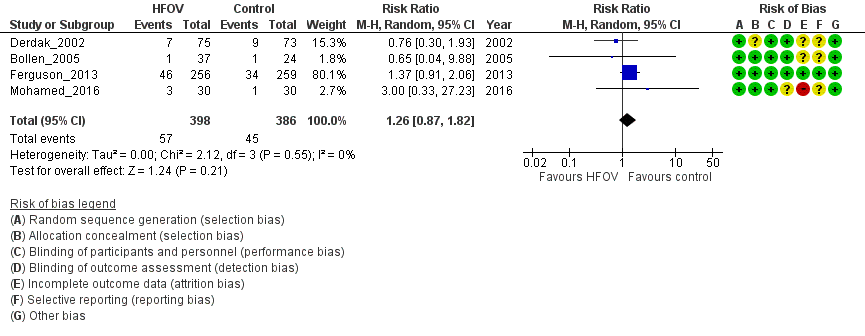 HFOV Control Risk Ratio Risk Ratio Risk of Bias
Study or Subgroup Events Total Events Total Weight M-H, Random, 95% CI Year M-H, Random, 95% CI A B C D E F G
Derdak_2002 7 75 9 73 15.3% 0.76 [0.30, 1.93] 2002 + ? + + ? ? +
Bollen_2005 1 37 1 24 1.8% 0.65 [0.04, 9.88] 2005 + + + + ? ? +
Ferguson_2013 46 256 34 259 80.1% 1.37 [0.91, 2.06] 2013 + + + + + + +
Mohamed_2016 3 30 1 30 2.7% 3.00 [0.33, 27.23] 2016 + + + ? - ? +
Total (95% CI) 398 386 100.0% 1.26 [0.87, 1.82]
Total events 57 45
Heterogeneity: Tau² = 0.00; Chi² = 2.12, df = 3 (P = 0.55); I² = 0%
Test for overall effect: Z = 1.24 (P = 0.21)
0.02 0.1 1 10 50
Favours HFOV Favours control
Risk of bias legend
(A) Random sequence generation (selection bias)
(B) Allocation concealment (selection bias)
(C) Blinding of participants and personnel (performance bias)
(D) Blinding of outcome assessment (detection bias)
(E) Incomplete outcome data (attrition bias)
(F) Selective reporting (reporting bias)
(G) Other bias